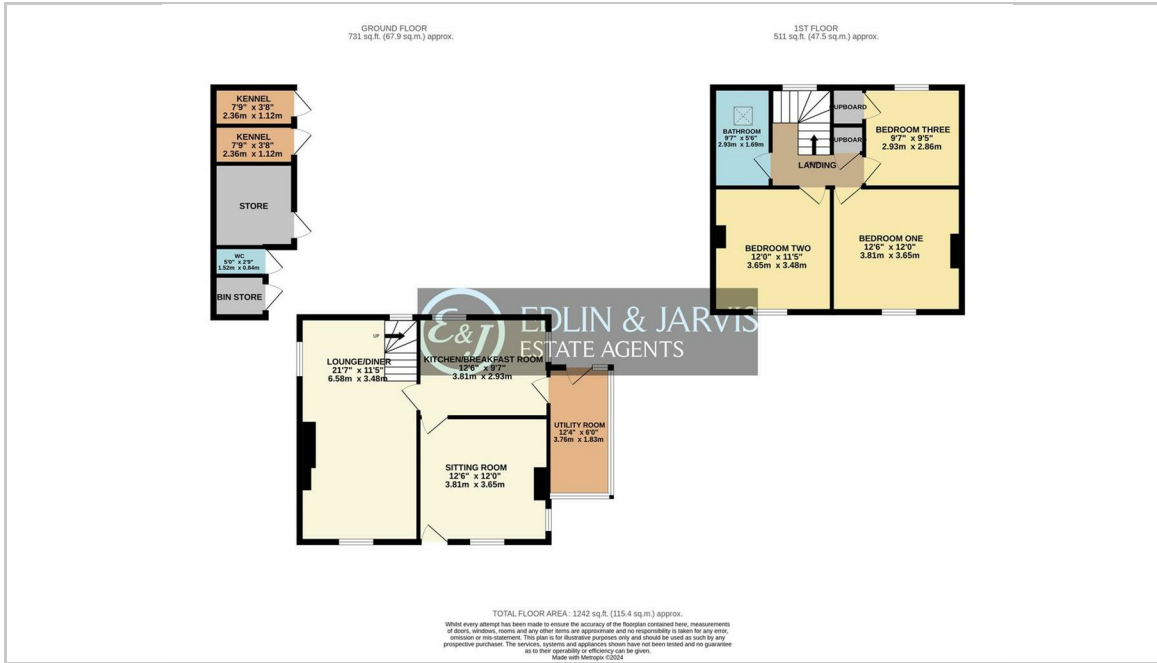 GROUND FLOOR
731 sq.ft. (67.9 sq.m.) approx.
1ST FLOOR
511 sq.ft. (47.5 sq.m.) approx.
KENNEL
7'9" x 3'8"
2.36m x 1.12m
KENNEL
7'9" x 3'8"
2.36m x 1.12m
STORE
WC
5'0" x 2'9"
1.52m x 0.84m
BIN STORE
BATHROOM
9'7" x 5'6"
2.93m x 1.69m
UPBOARD
UPBOARD
LANDING
BEDROOM THREE
9'7" x 9'5"
2.93m x 2.86m
BEDROOM TWO
12'0" x 11'5"
3.65m x 3.48m
BEDROOM ONE
12'6" x 12'0"
3.81m x 3.65m
E&J
EDLIN & JARVIS
ESTATE AGENTS
UP
LOUNGE/DINER
21'7" x 11'5"
6.58m x 3.48m
KITCHEN/BREAKFAST ROOM
12'6" x 9'7"
3.81m x 2.93m
UTILITY ROOM
12'4" x 6'0"
3.76m x 1.83m
SITTING ROOM
12'6" x 12'0"
3.81m x 3.65m
TOTAL FLOOR AREA : 1242 sq.ft. (115.4 sq.m.) approx.
Whilst every attempt has been made to ensure the accuracy of the floorplan contained here, measurements
of doors, windows, rooms and any other items are approximate and no responsibility is taken for any error,
omission or mis-statement. This plan is for illustrative purposes only and should be used as such by any
prospective purchaser. The services, systems and appliances shown have not been tested and no guarantee
as to their operability or efficiency can be given.
Made with Metropix ©2024